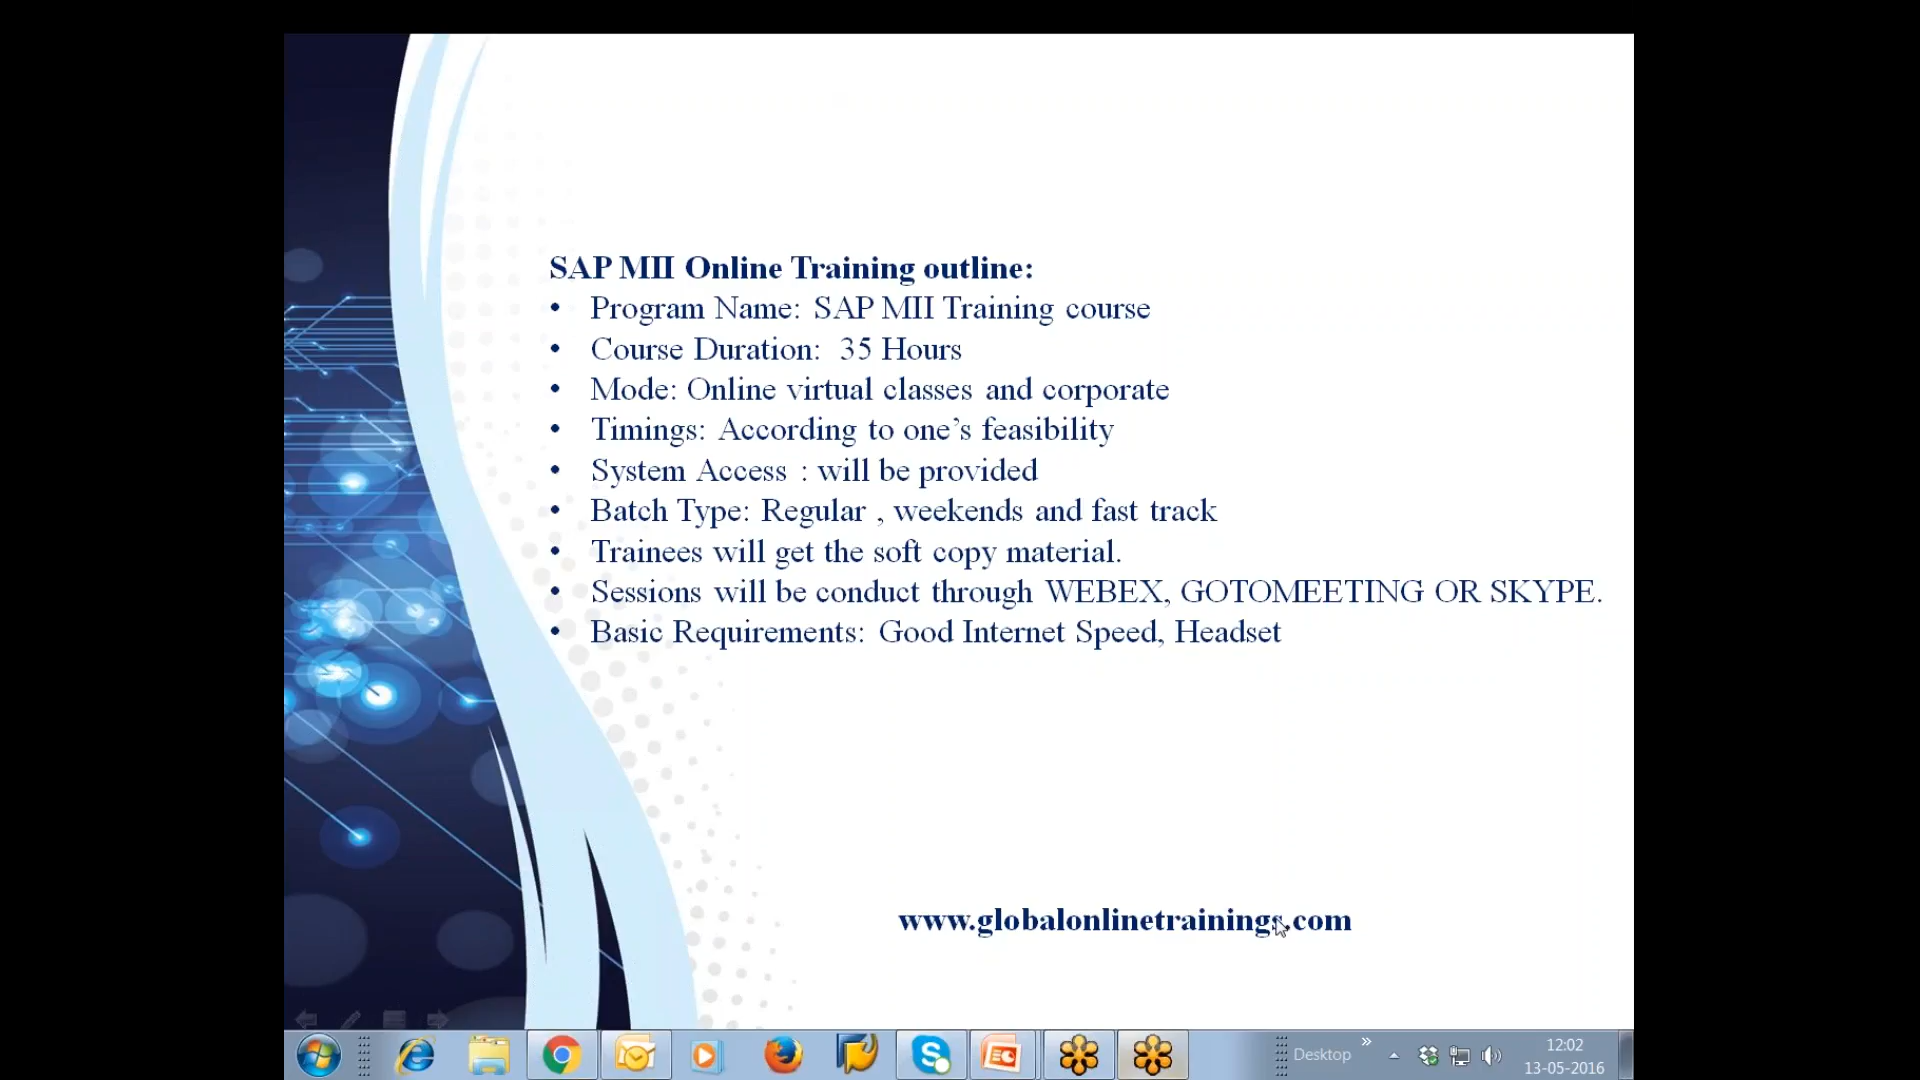 SAP MII Online Training outline:
• Program Name: SAP MII Training course
• Course Duration: 35 Hours
• Mode: Online virtual classes and corporate
• Timings: According to one’s feasibility
• System Access : will be provided
• Batch Type: Regular , weekends and fast track
• Trainees will get the soft copy material.
• Sessions will be conduct through WEBEX, GOTOMEETING OR SKYPE.
• Basic Requirements: Good Internet Speed, Headset
www.globalonlinetrainings.com
Desktop
12:02
13-05-2016